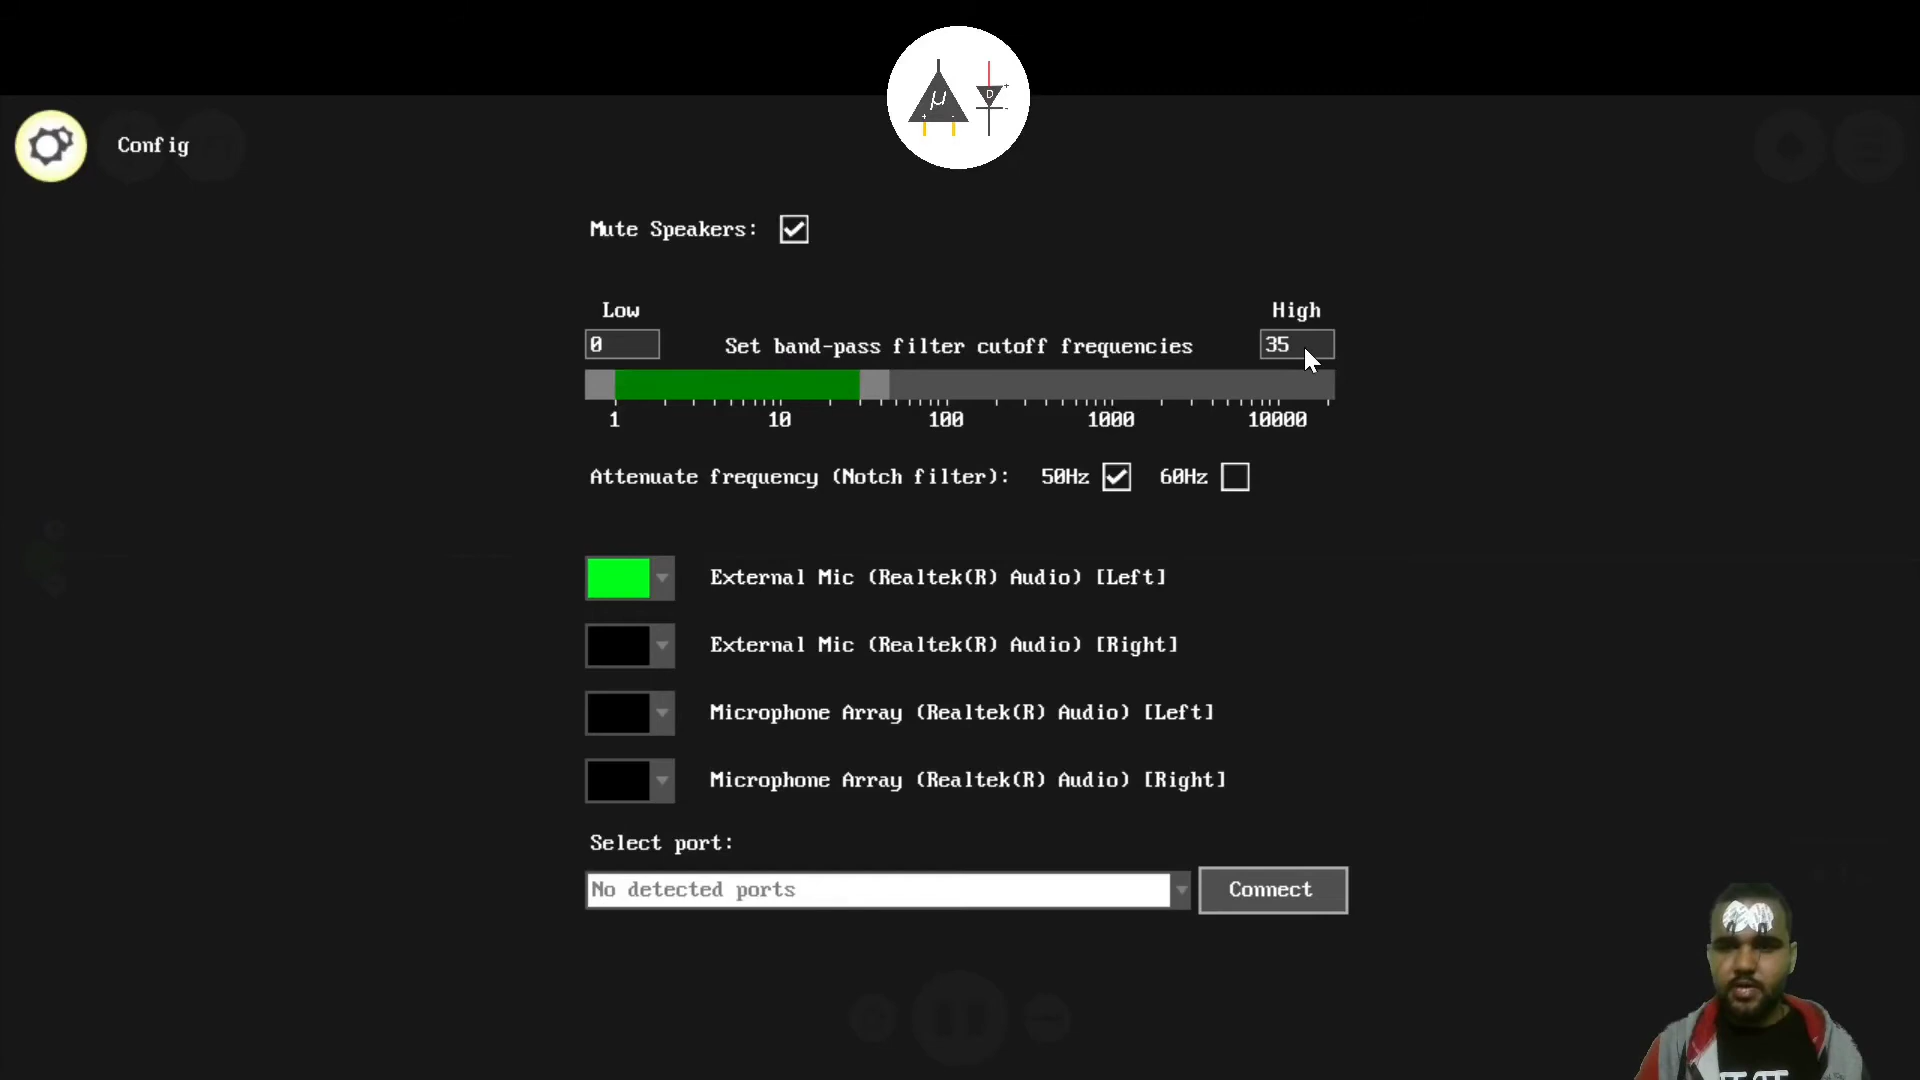 μ D
Config
Mute Speakers:
Low
High
0
Set band-pass filter cutoff frequencies
35
1 10 100 1000 10000
Attenuate frequency (Notch filter): 50Hz 60Hz
External Mic (Realtek(R) Audio) [Left]
External Mic (Realtek(R) Audio) [Right]
Microphone Array (Realtek(R) Audio) [Left]
Microphone Array (Realtek(R) Audio) [Right]
Select port:
No detected ports
Connect